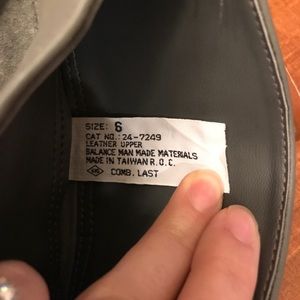 SIZE: 6
CAT NO.: 24-7249
LEATHER UPPER
BALANCE MAN MADE MATERIALS
MADE IN TAIWAN R.O.C.
COMB. LAST